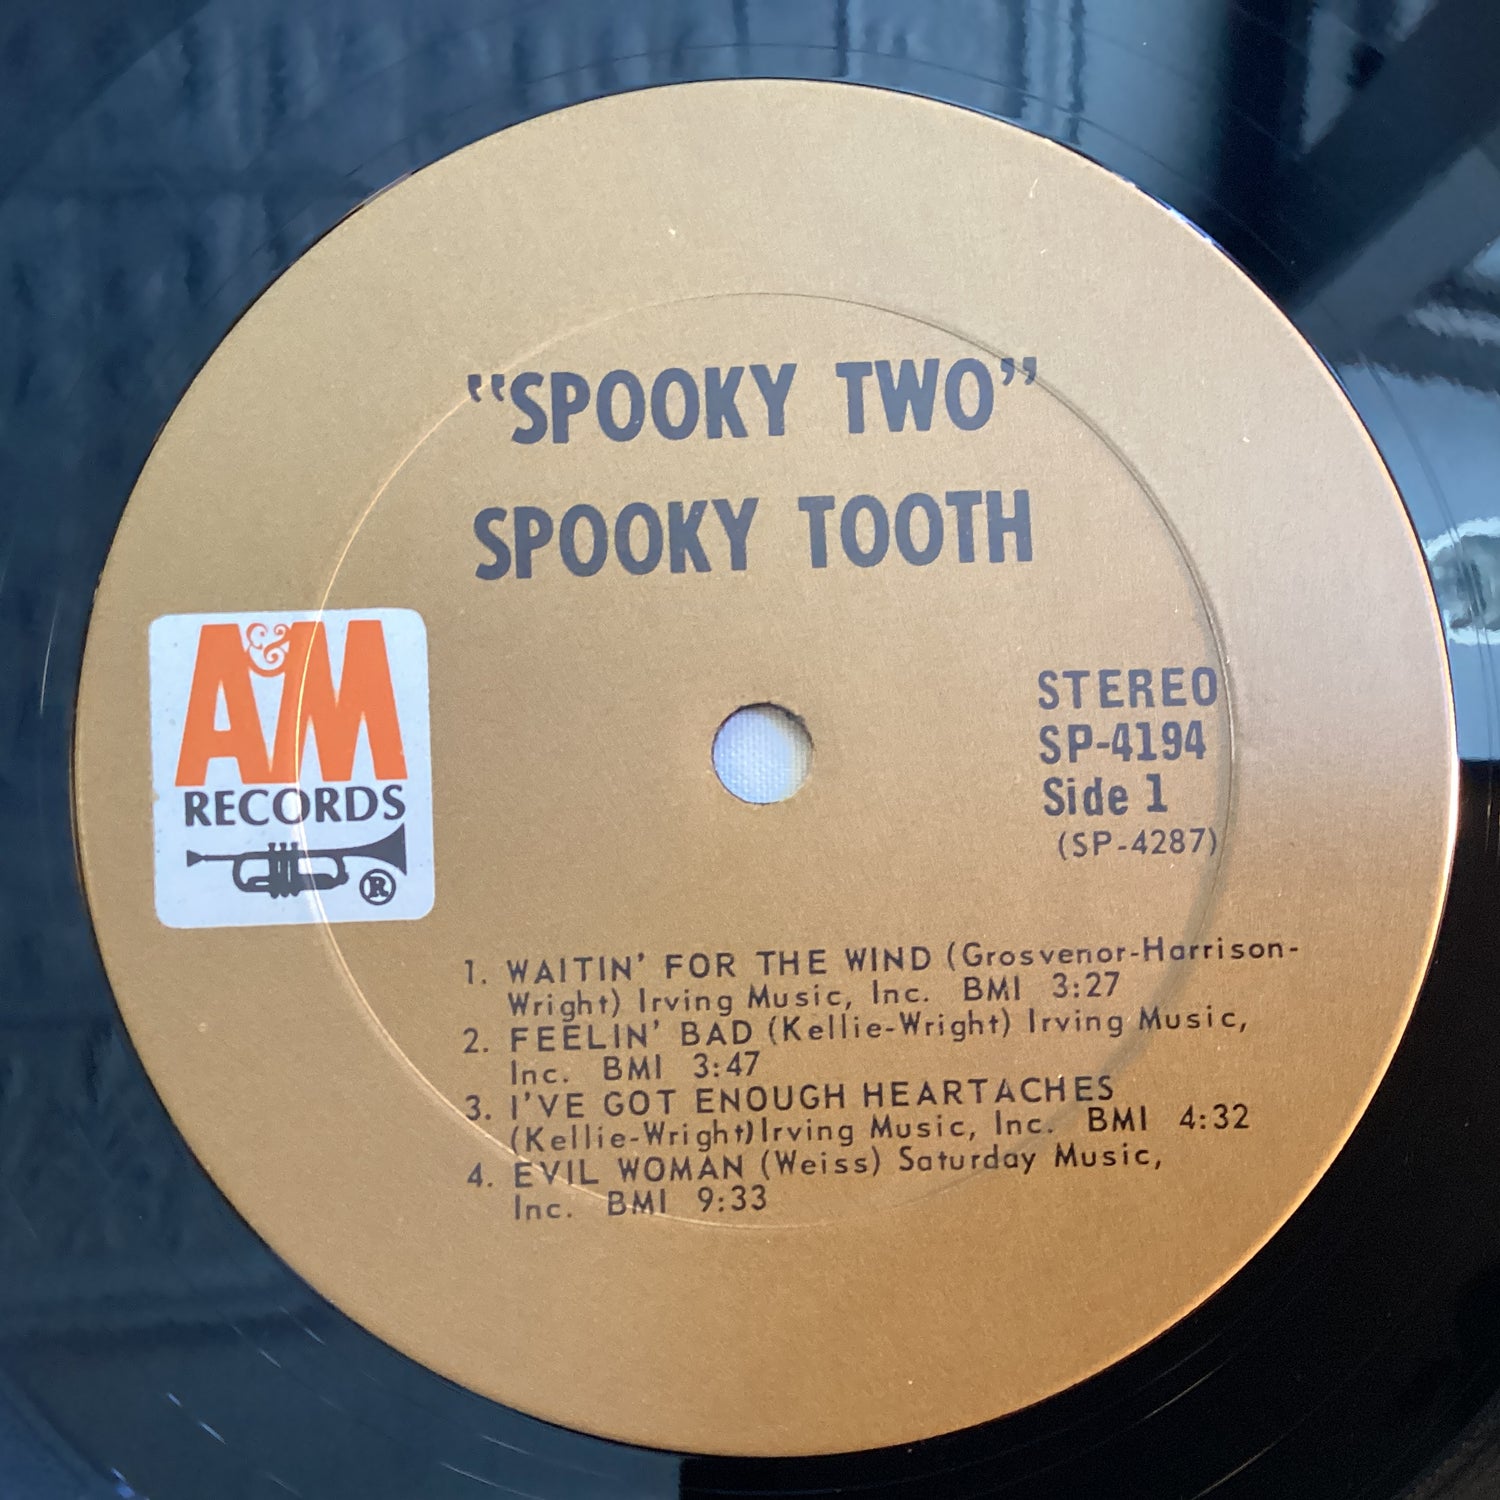 "SPOOKY TWO"
SPOOKY TOOTH
A&M
RECORDS
®
STEREO
SP-4194
Side 1
(SP-4287)
1. WAITIN' FOR THE WIND (Grosvenor-Harrison-
Wright) Irving Music, Inc. BMI 3:27
2. FEELIN' BAD (Kellie-Wright) Irving Music,
Inc. BMI 3:47
3. I'VE GOT ENOUGH HEARTACHES
(Kellie-Wright)Irving Music, Inc. BMI 4:32
4. EVIL WOMAN (Weiss) Saturday Music,
Inc. BMI 9:33